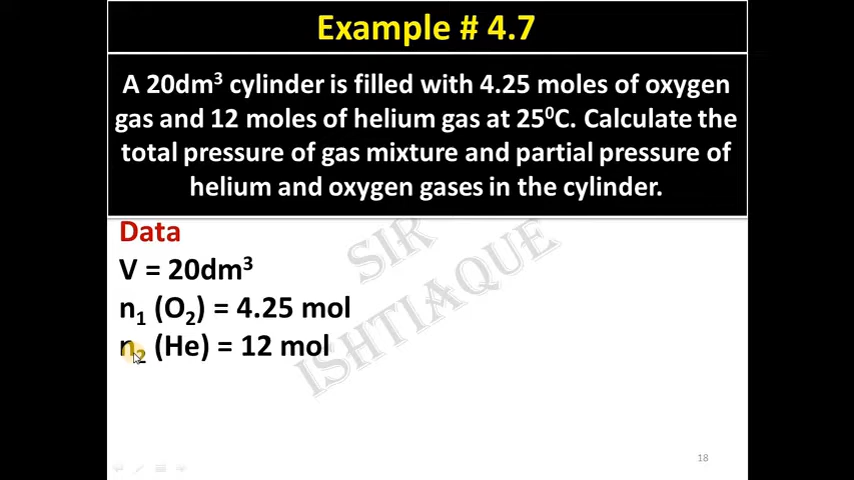 Example # 4.7
A 20dm³ cylinder is filled with 4.25 moles of oxygen
gas and 12 moles of helium gas at 25⁰C. Calculate the
total pressure of gas mixture and partial pressure of
helium and oxygen gases in the cylinder.
Data
V = 20dm³
n₁ (O₂) = 4.25 mol
n₂ (He) = 12 mol
SIR
ISHTIAQUE
18